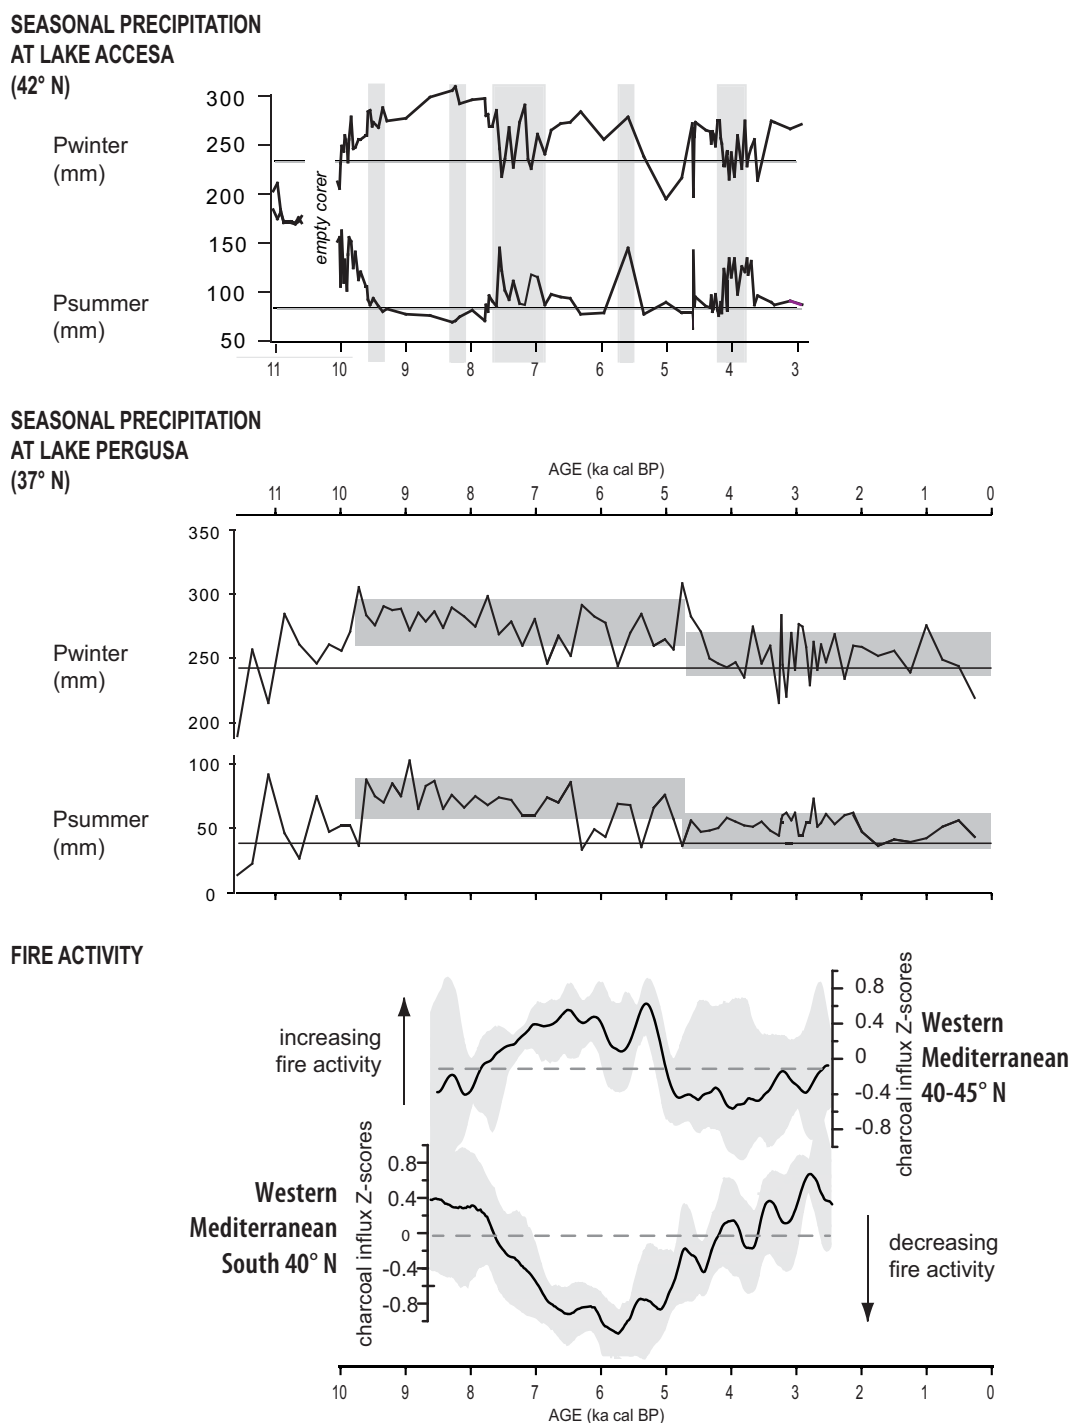 SEASONAL PRECIPITATION
AT LAKE ACCESA
(42° N)
Pwinter
(mm)
Psummer
(mm)
300
250
200
150
100
50
empty corer
11 10 9 8 7 6 5 4 3
SEASONAL PRECIPITATION
AT LAKE PERGUSA
(37° N)
AGE (ka cal BP)
11 10 9 8 7 6 5 4 3 2 1 0
Pwinter
(mm)
350
300
250
200
Psummer
(mm)
100
50
0
FIRE ACTIVITY
increasing
fire activity
0.8
0.4
0
-0.4
-0.8
charcoal influx Z-scores
Western
Mediterranean
40-45° N
Western
Mediterranean
South 40° N
charcoal influx Z-scores
0.8
0.4
0
-0.4
-0.8
decreasing
fire activity
10 9 8 7 6 5 4 3 2 1 0
AGE (ka cal BP)